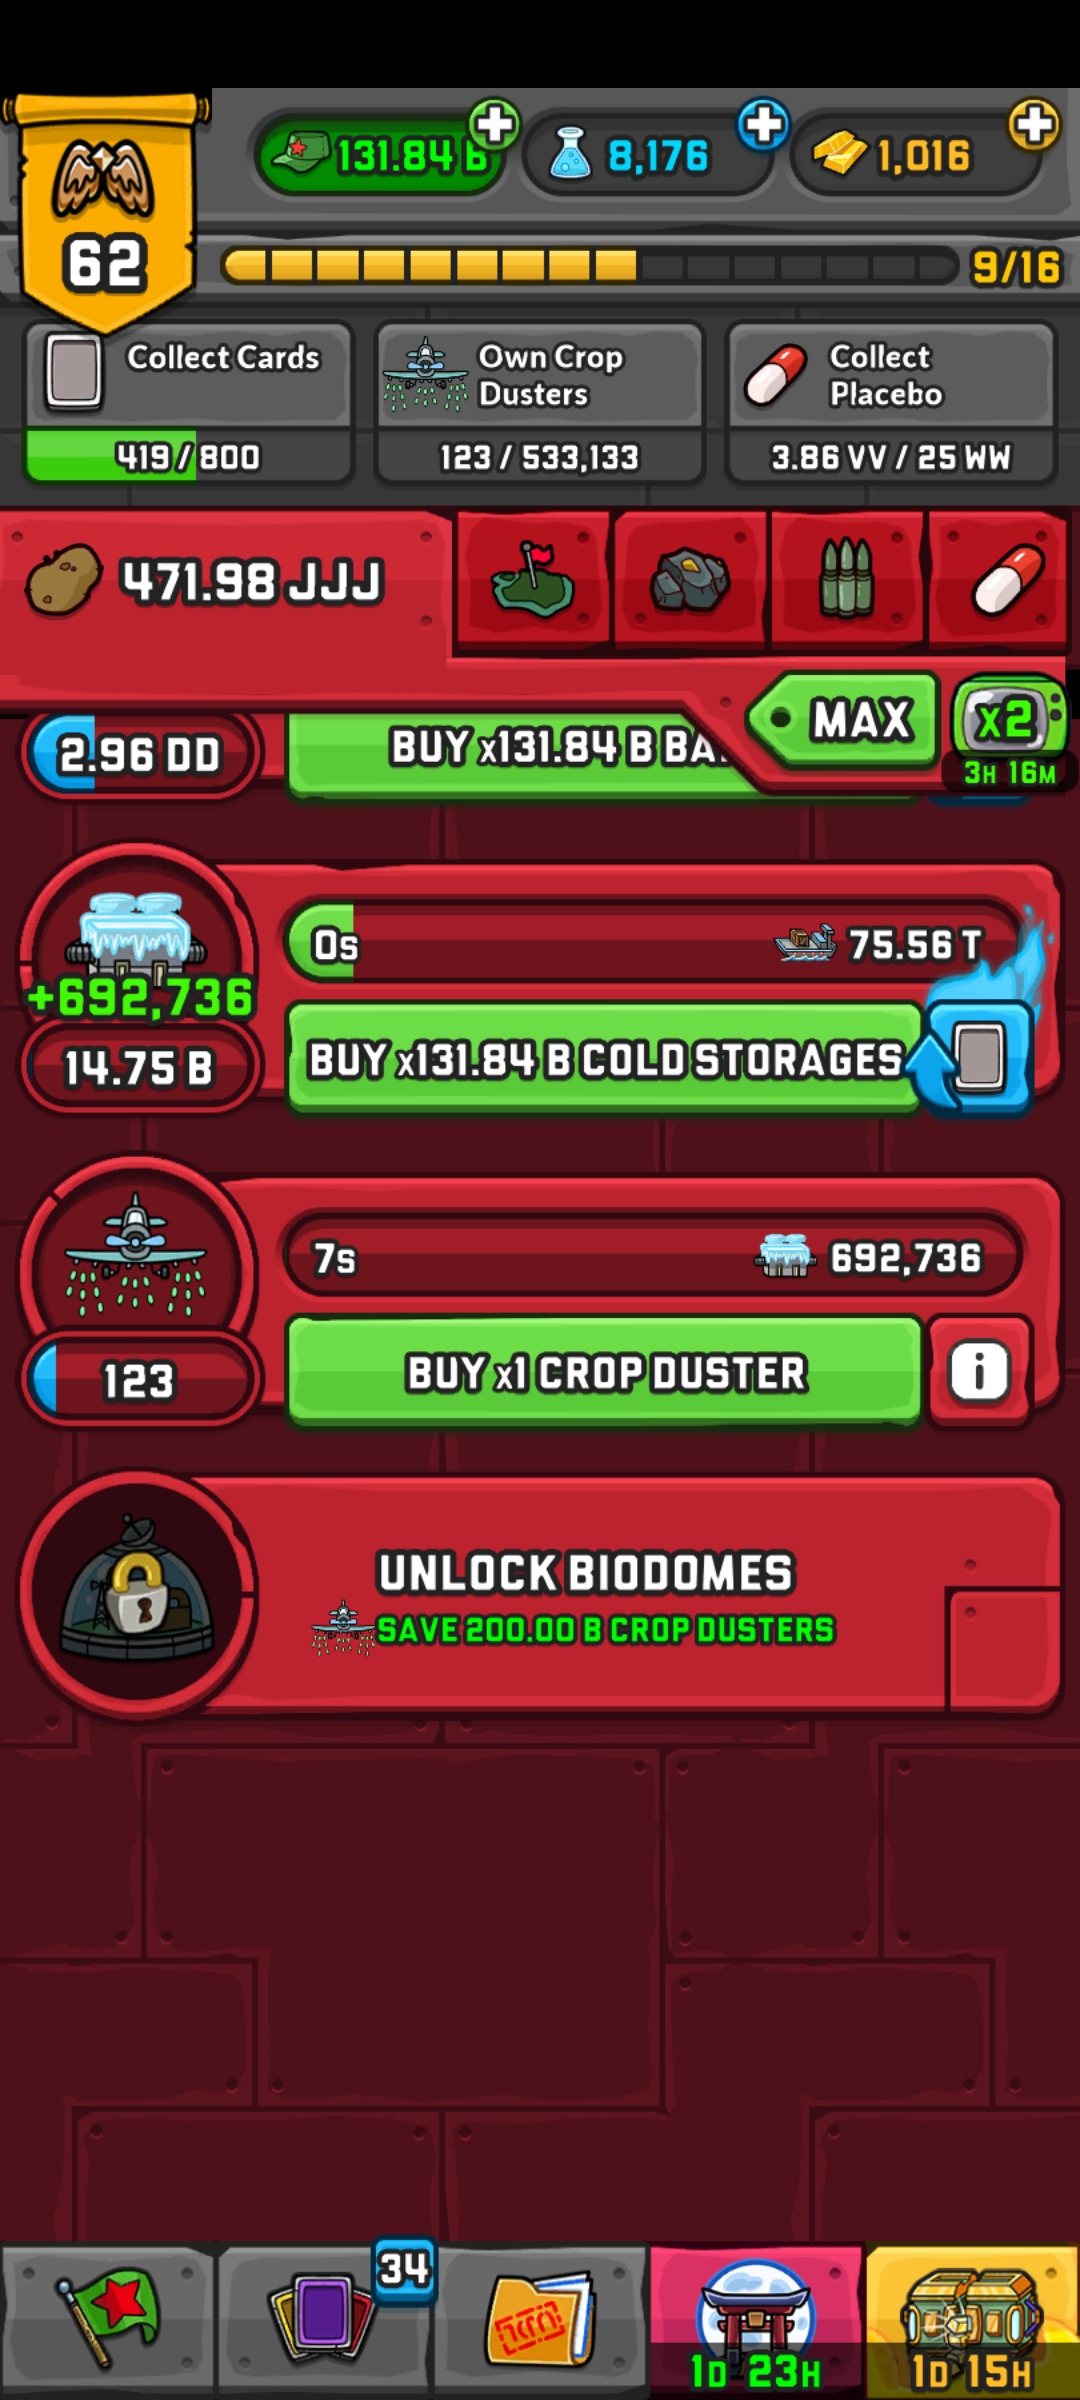 131.84 B
8,176
1,016
62
9/16
Collect Cards
419 / 800
Own Crop
Dusters
123 / 533,133
Collect
Placebo
3.86 VV / 25 WW
471.98 JJJ
MAX
x2
3H 16M
2.96 DD
BUY x131.84 B BA
0s
75.56 T
+692,736
14.75 B
BUY x131.84 B COLD STORAGES
7s
692,736
123
BUY x1 CROP DUSTER
i
UNLOCK BIODOMES
SAVE 200.00 B CROP DUSTERS
34
1D 23H
1D 15H